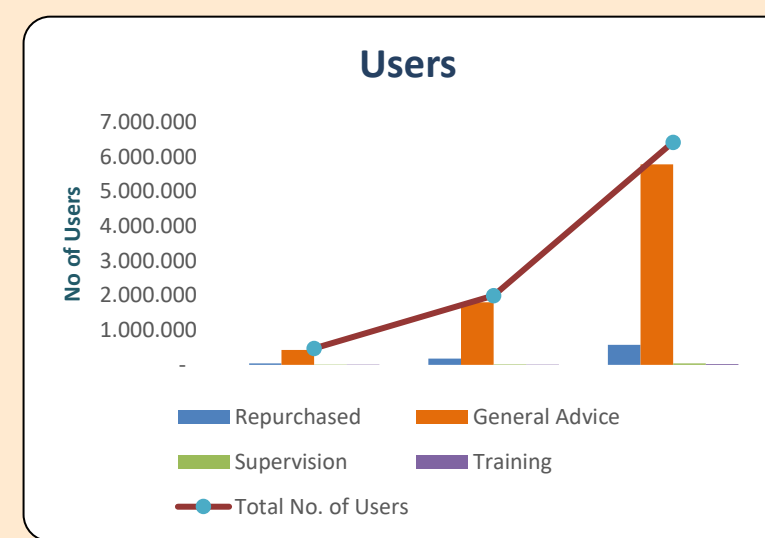 Users
No of Users
7.000.000
6.000.000
5.000.000
4.000.000
3.000.000
2.000.000
1.000.000
-
Repurchased
General Advice
Supervision
Training
Total No. of Users